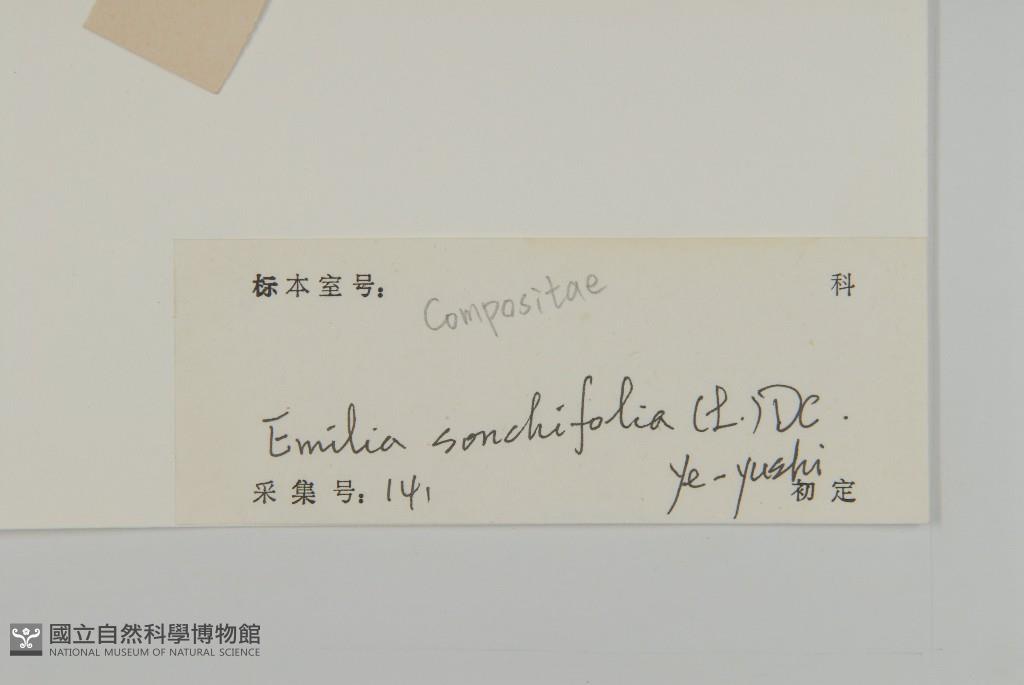 标本室号： 科
Compositae
Emilia sonchifolia (L.) DC.
Ye-yushi
采集号：141 初定
國立自然科學博物館
NATIONAL MUSEUM OF NATURAL SCIENCE